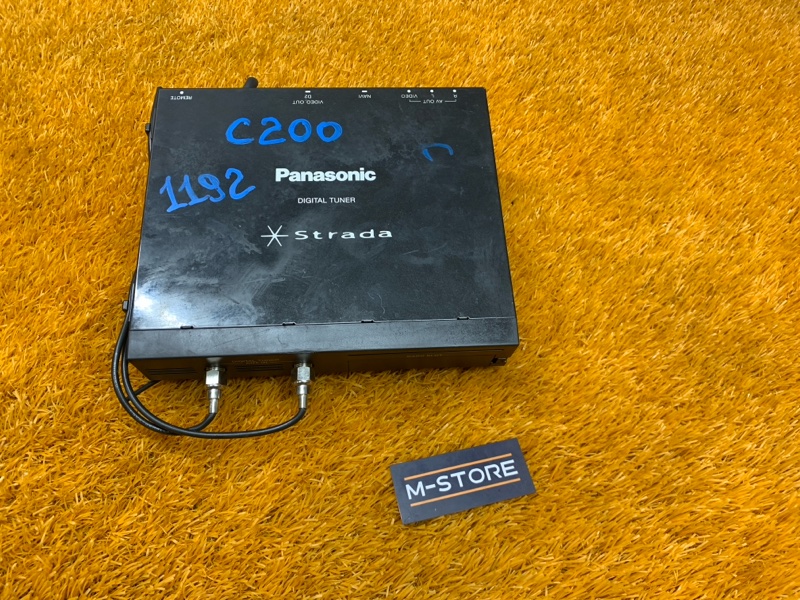 REMOTE
VIDEO OUT
D2
NAVI
VIDEO L R
AV OUT
C200
1192
Panasonic
DIGITAL TUNER
Strada
M-STORE